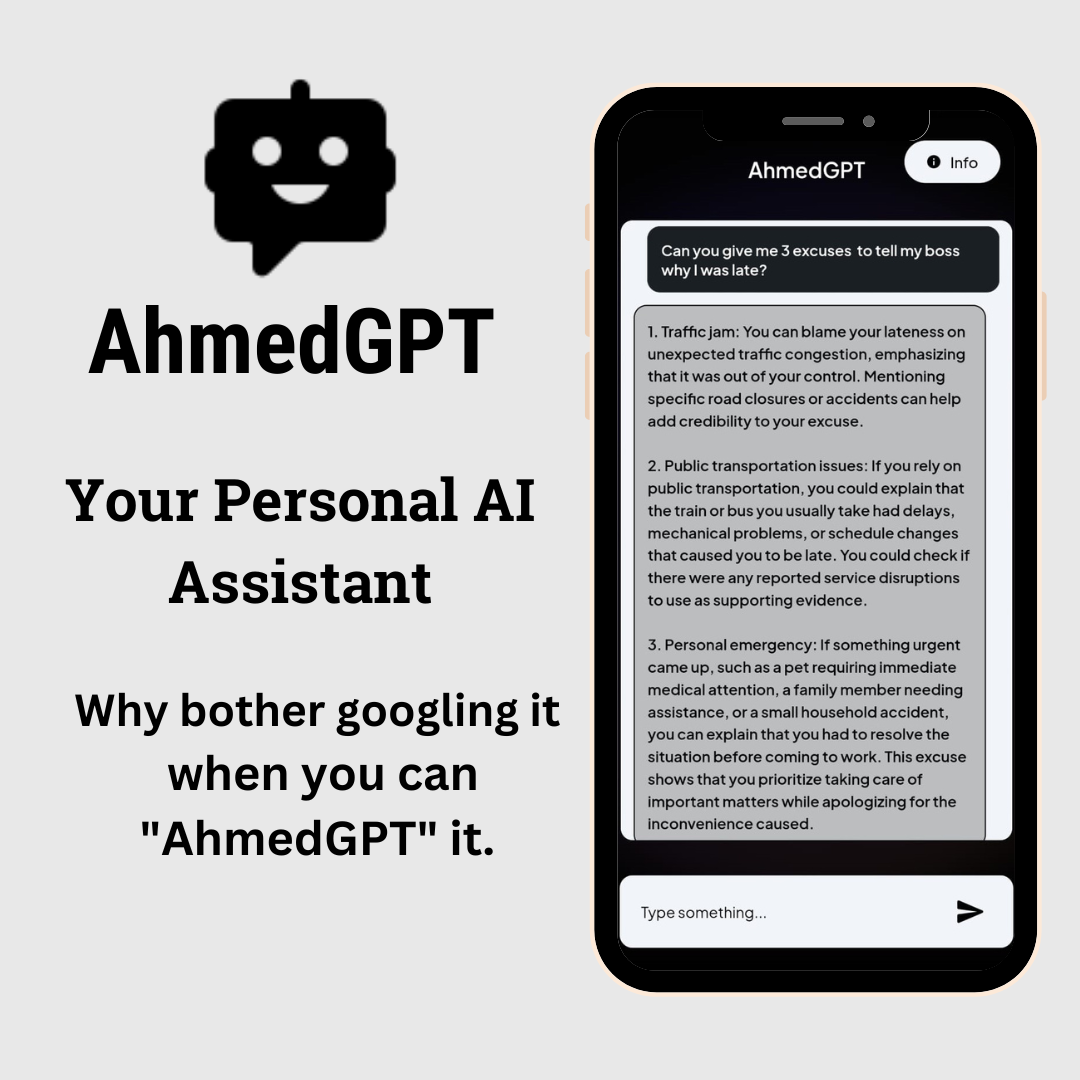 AhmedGPT
Your Personal AI
Assistant
Why bother googling it
when you can
"AhmedGPT" it.
AhmedGPT
Info
Can you give me 3 excuses to tell my boss
why I was late?
1. Traffic jam: You can blame your lateness on
unexpected traffic congestion, emphasizing
that it was out of your control. Mentioning
specific road closures or accidents can help
add credibility to your excuse.
2. Public transportation issues: If you rely on
public transportation, you could explain that
the train or bus you usually take had delays,
mechanical problems, or schedule changes
that caused you to be late. You could check if
there were any reported service disruptions
to use as supporting evidence.
3. Personal emergency: If something urgent
came up, such as a pet requiring immediate
medical attention, a family member needing
assistance, or a small household accident,
you can explain that you had to resolve the
situation before coming to work. This excuse
shows that you prioritize taking care of
important matters while apologizing for the
inconvenience caused.
Type something...